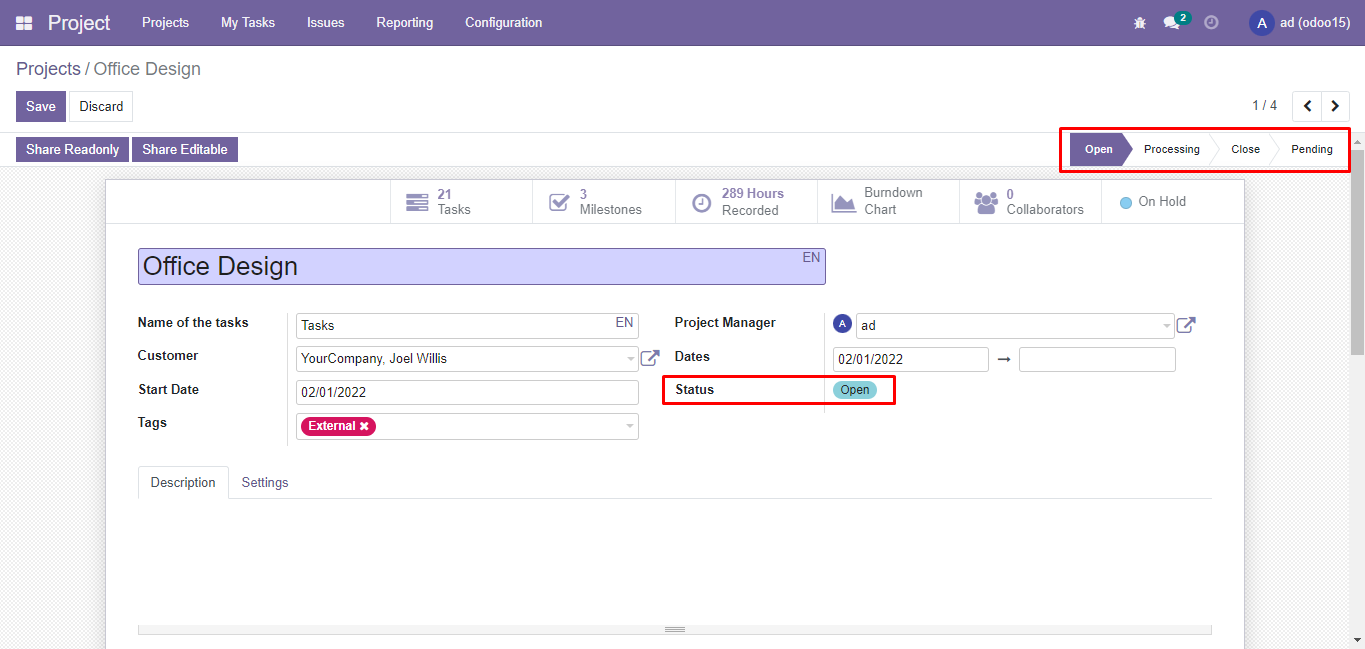 Project Projects My Tasks Issues Reporting Configuration 2 A ad (odoo15)
Projects / Office Design
Save Discard 1 / 4
Share Readonly Share Editable Open Processing Close Pending
21 Tasks
3 Milestones
289 Hours Recorded
Burndown Chart
0 Collaborators
On Hold
Office Design EN
Name of the tasks Tasks EN
Customer YourCompany, Joel Willis
Start Date 02/01/2022
Tags External ✖
Project Manager A ad
Dates 02/01/2022 →
Status Open
Description Settings